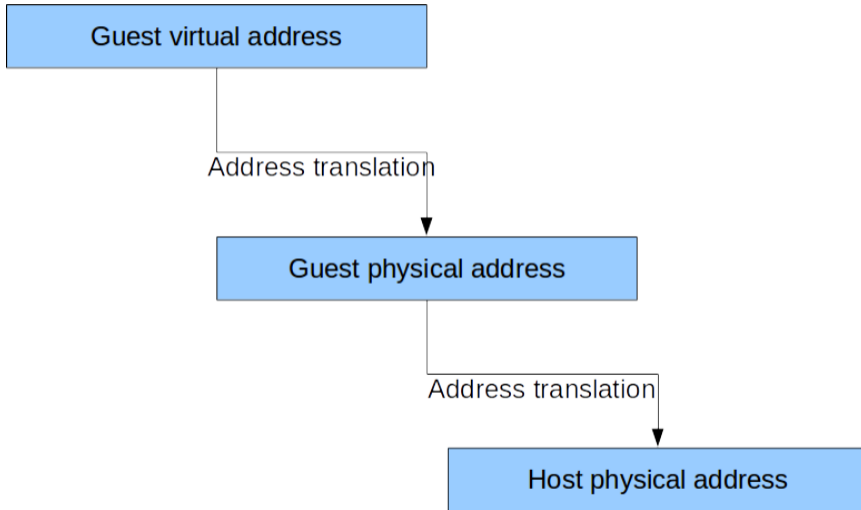 Guest virtual address
Address translation
Guest physical address
Address translation
Host physical address